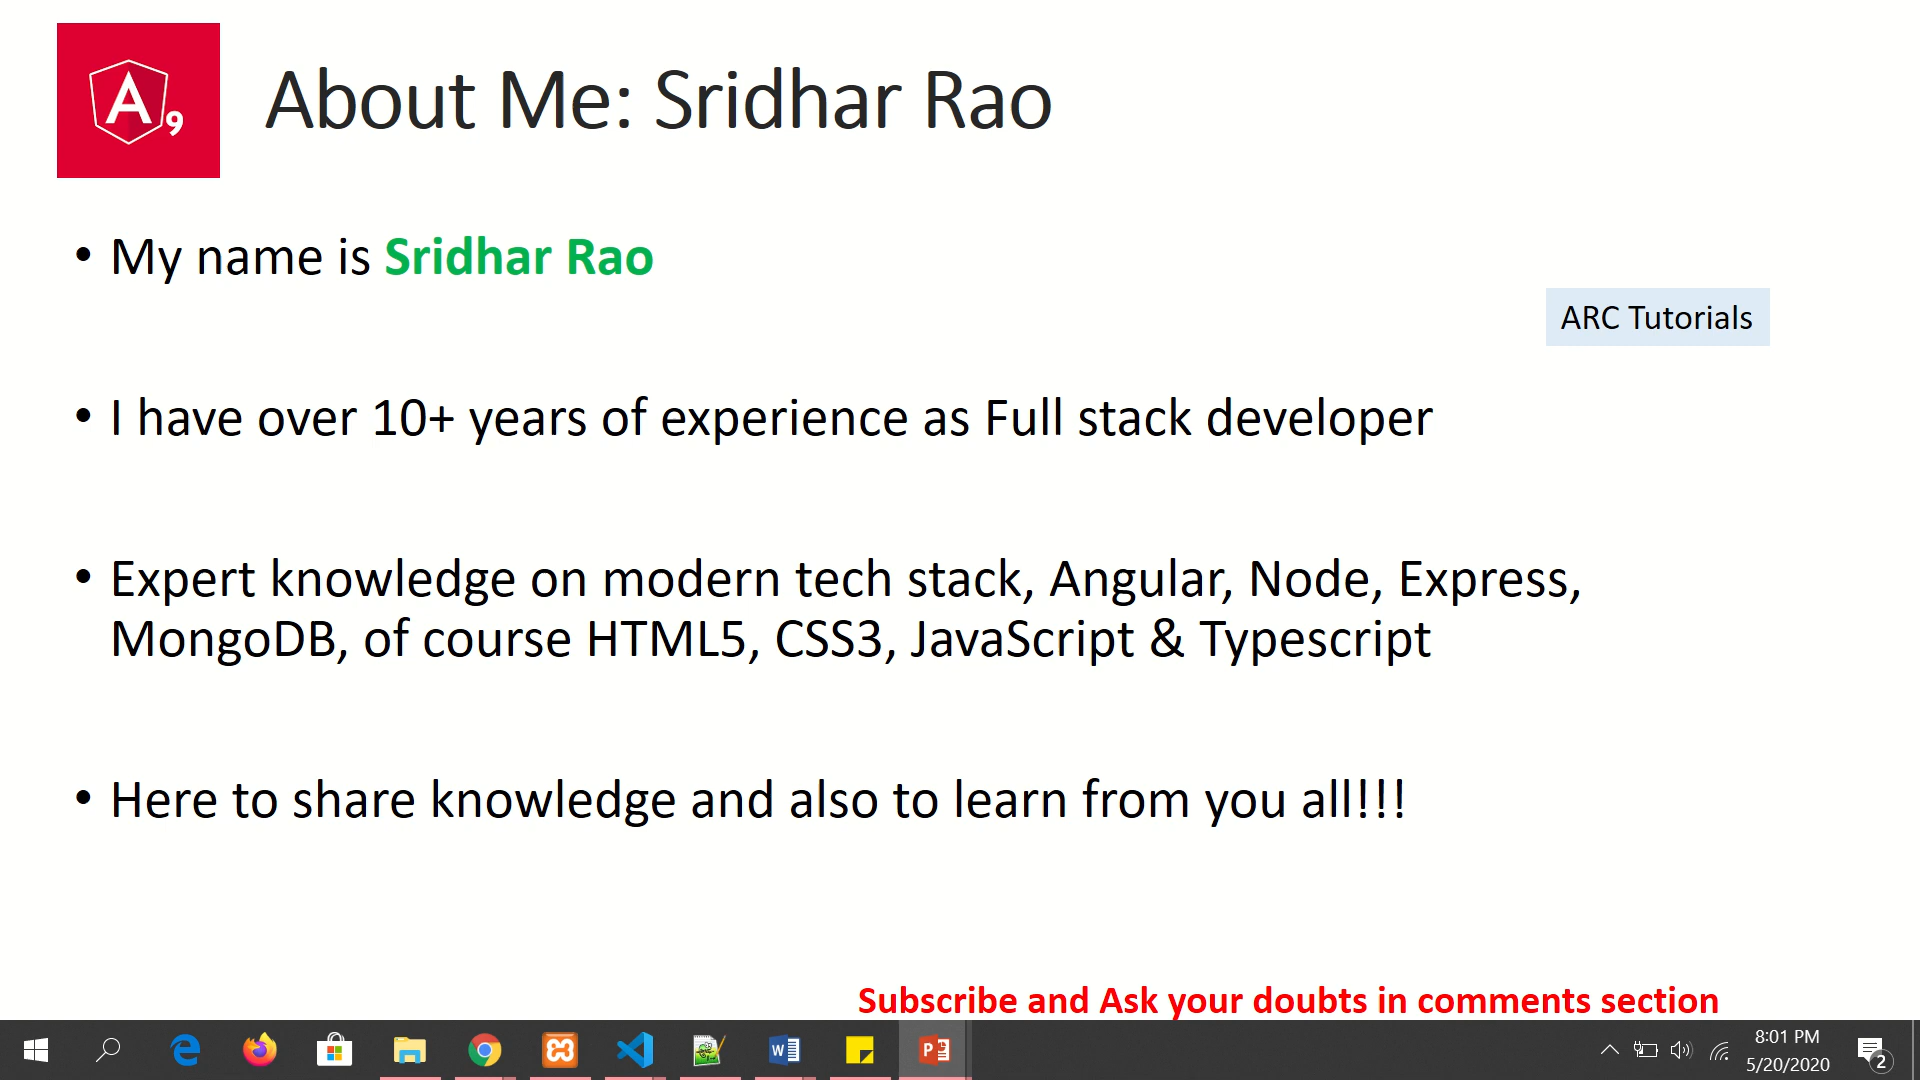 A 9
About Me: Sridhar Rao
• My name is Sridhar Rao
ARC Tutorials
• I have over 10+ years of experience as Full stack developer
• Expert knowledge on modern tech stack, Angular, Node, Express,
MongoDB, of course HTML5, CSS3, JavaScript & Typescript
• Here to share knowledge and also to learn from you all!!!
Subscribe and Ask your doubts in comments section
8:01 PM
5/20/2020
2